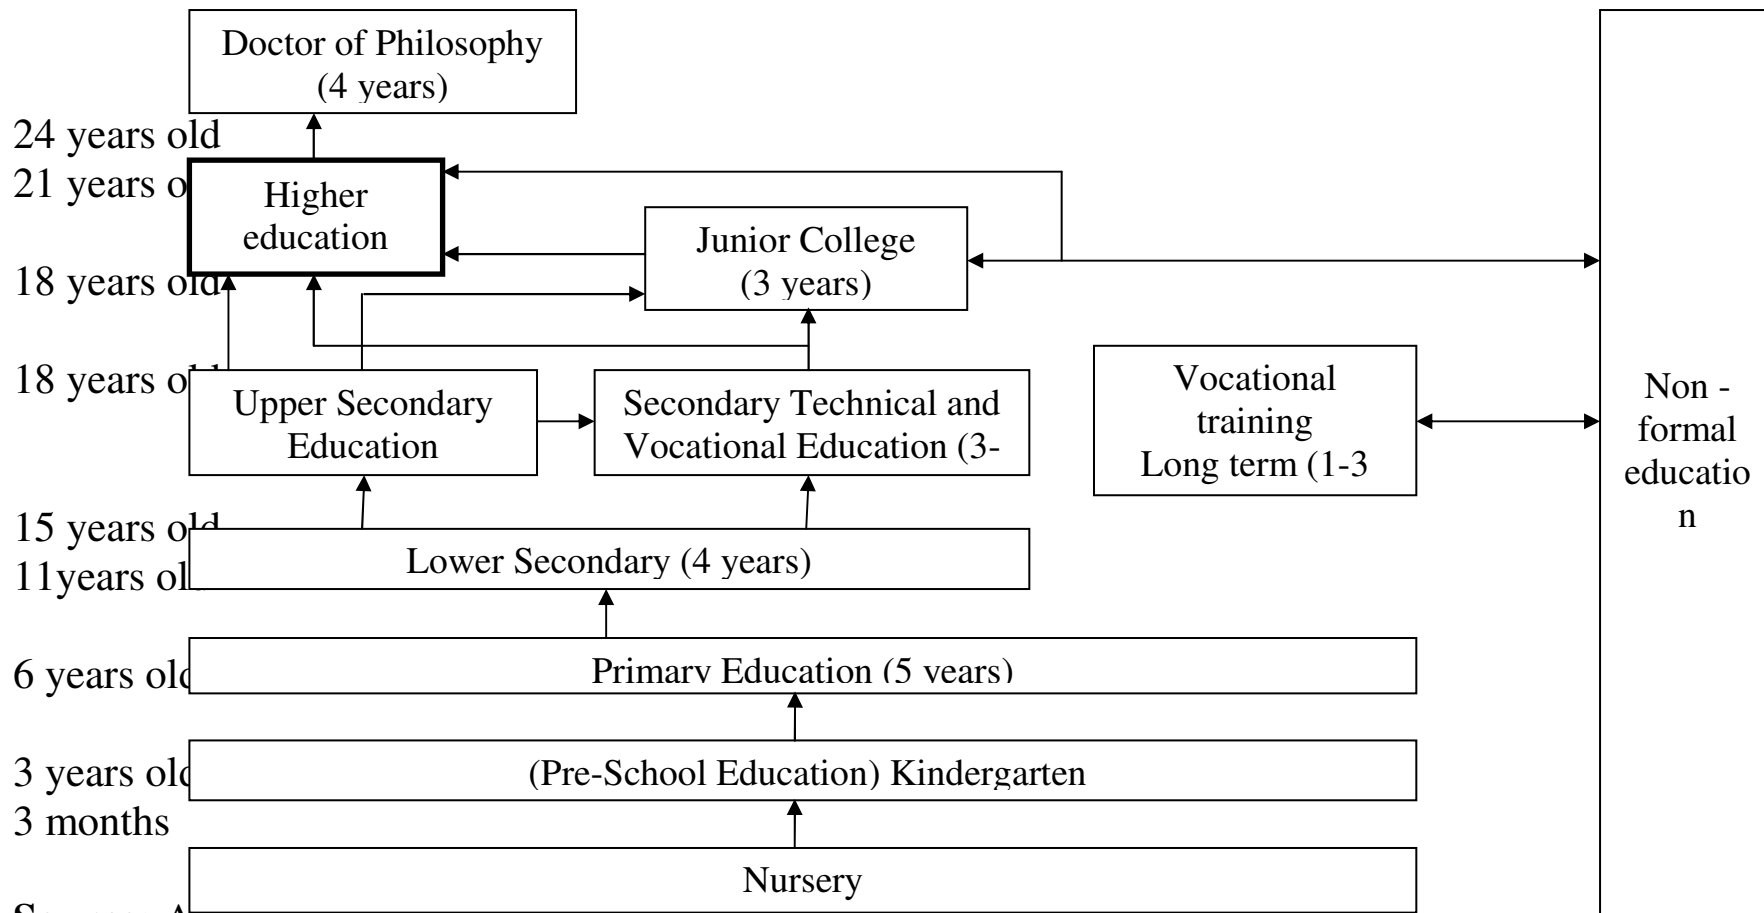 Doctor of Philosophy
(4 years)
24 years old
21 years o
Higher
education
Junior College
(3 years)
18 years old
18 years o
Upper Secondary
Education
Secondary Technical and
Vocational Education (3-
Vocational
training
Long term (1-3
Non -
formal
educatio
n
15 years old
Lower Secondary (4 years)
11years ol
Primary Education (5 years)
6 years old
(Pre-School Education) Kindergarten
3 years old
3 months
Nursery